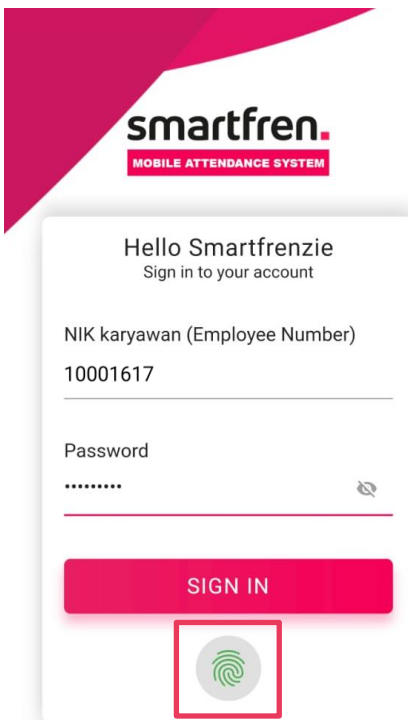 smartfren.
MOBILE ATTENDANCE SYSTEM
Hello Smartfrenzie
Sign in to your account
NIK karyawan (Employee Number)
10001617
Password
•••••••••
SIGN IN